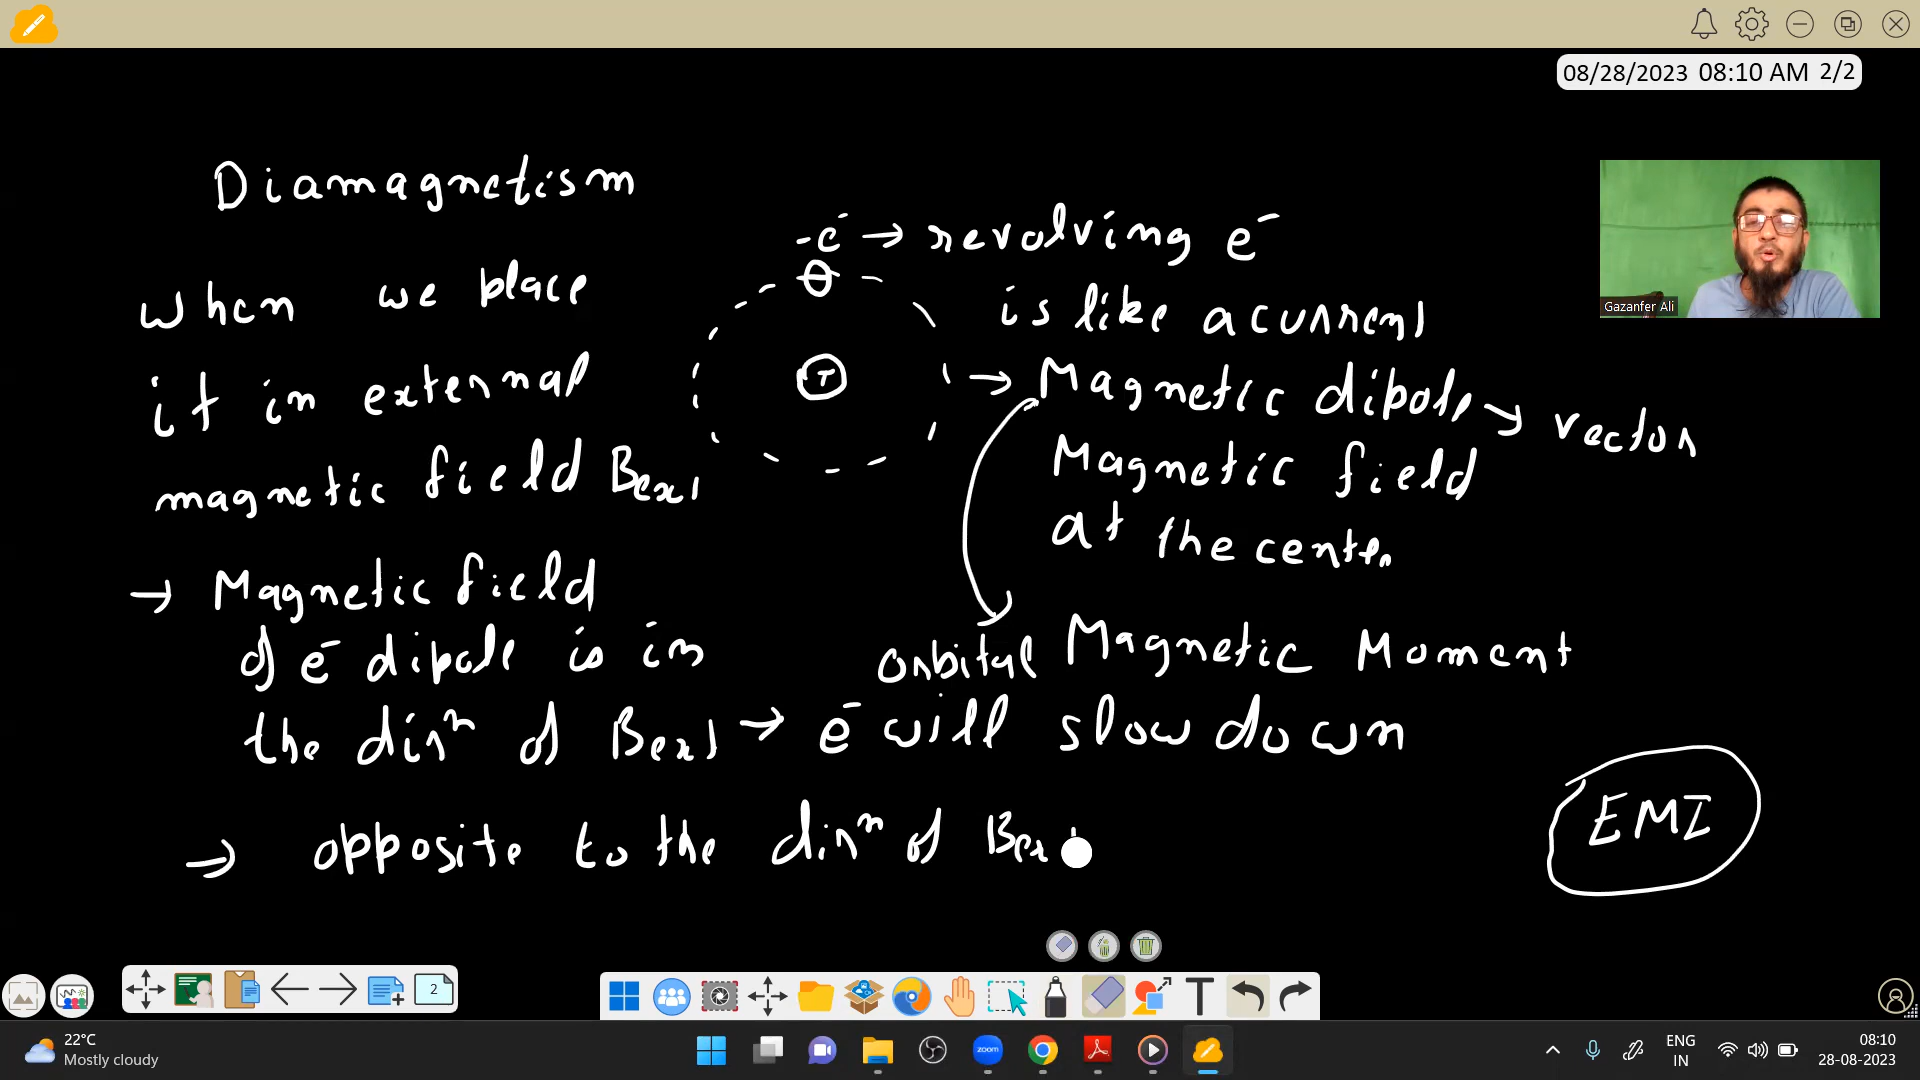 08/28/2023 08:10 AM 2/2
Diamagnetism
-e → revolving e⁻
when we place
is like a current
it in external
→ Magnetic dipole → vector
magnetic field Bext
Magnetic field
at the center
→ Magnetic field
of e⁻ dipole is in
orbital Magnetic Moment
the dirⁿ of Bext → e⁻ will slow down
EMI
→ opposite to the dirⁿ of Bext
Gazanfer Ali
2
T
22°C
Mostly cloudy
zoom
ENG
IN
08:10
28-08-2023